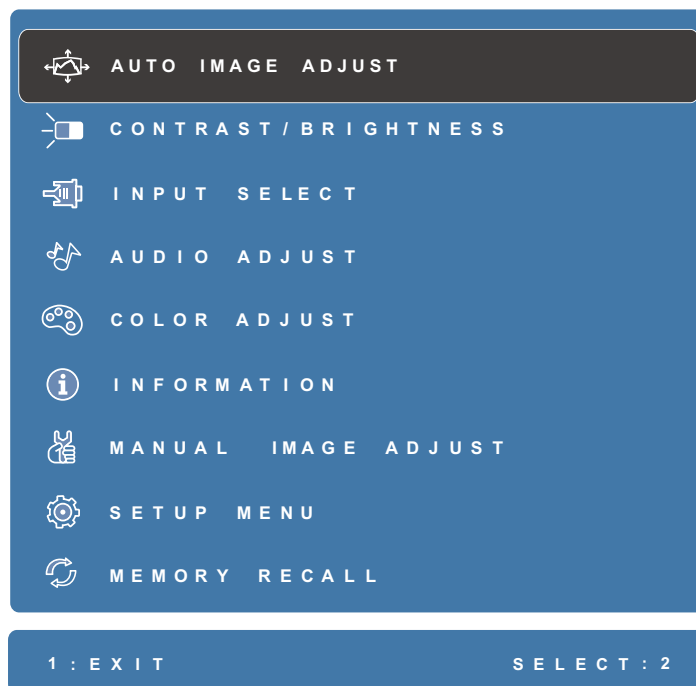 AUTO IMAGE ADJUST
CONTRAST/BRIGHTNESS
INPUT SELECT
AUDIO ADJUST
COLOR ADJUST
INFORMATION
MANUAL IMAGE ADJUST
SETUP MENU
MEMORY RECALL
1:EXIT SELECT:2